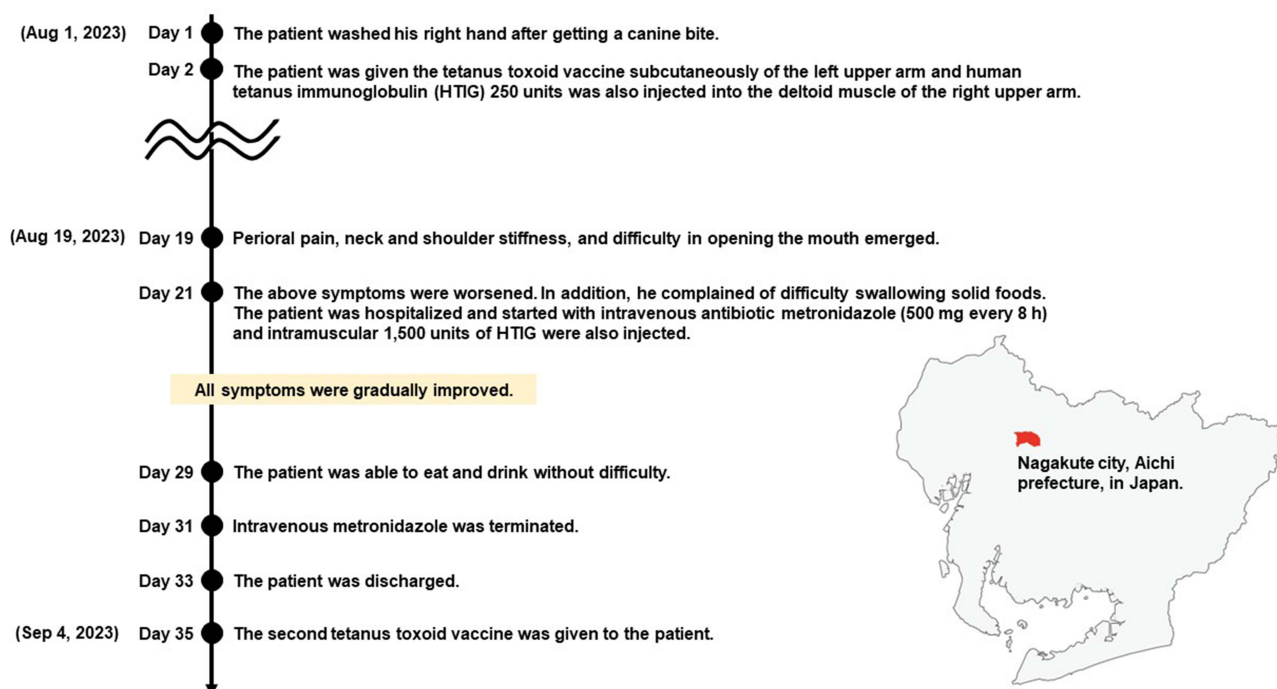 (Aug 1, 2023) Day 1 The patient washed his right hand after getting a canine bite.
Day 2 The patient was given the tetanus toxoid vaccine subcutaneously of the left upper arm and human
tetanus immunoglobulin (HTIG) 250 units was also injected into the deltoid muscle of the right upper arm.
(Aug 19, 2023) Day 19 Perioral pain, neck and shoulder stiffness, and difficulty in opening the mouth emerged.
Day 21 The above symptoms were worsened. In addition, he complained of difficulty swallowing solid foods.
The patient was hospitalized and started with intravenous antibiotic metronidazole (500 mg every 8 h)
and intramuscular 1,500 units of HTIG were also injected.
All symptoms were gradually improved.
Day 29 The patient was able to eat and drink without difficulty.
Day 31 Intravenous metronidazole was terminated.
Day 33 The patient was discharged.
(Sep 4, 2023) Day 35 The second tetanus toxoid vaccine was given to the patient.
Nagakute city, Aichi
prefecture, in Japan.